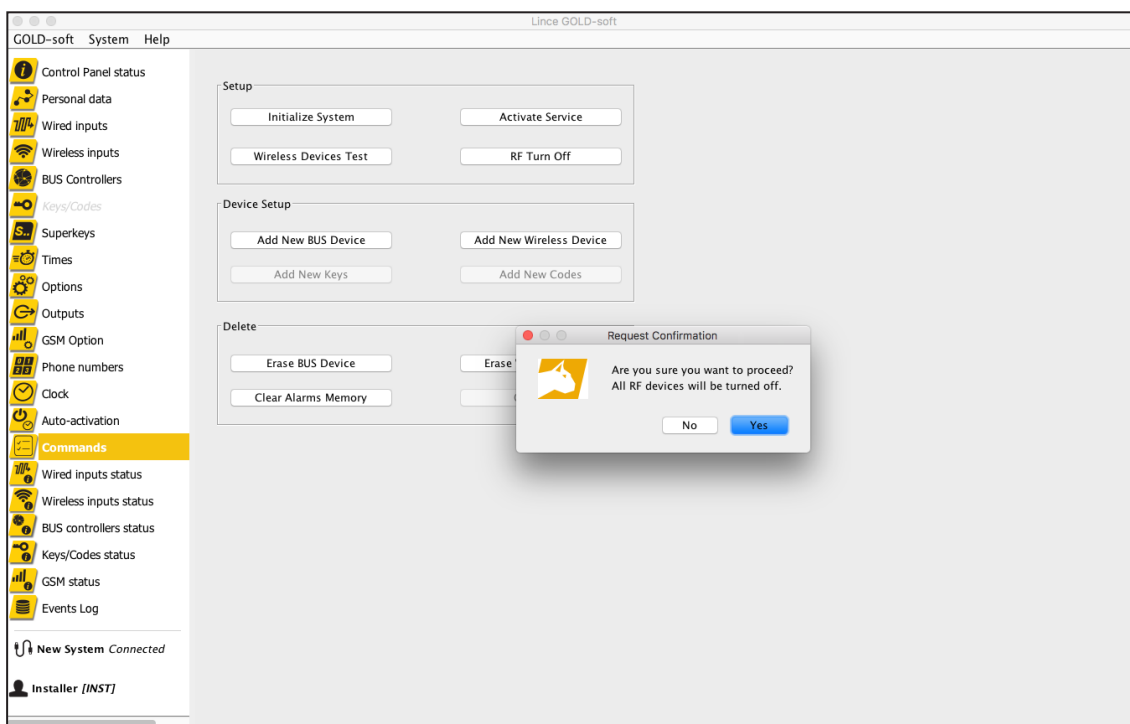 Lince GOLD-soft
GOLD-soft System Help
Control Panel status
Personal data
Wired inputs
Wireless inputs
BUS Controllers
Keys/Codes
Superkeys
Times
Options
Outputs
GSM Option
Phone numbers
Clock
Auto-activation
Commands
Wired inputs status
Wireless inputs status
BUS controllers status
Keys/Codes status
GSM status
Events Log
New System Connected
Installer [INST]
Setup
Initialize System Activate Service
Wireless Devices Test RF Turn Off
Device Setup
Add New BUS Device Add New Wireless Device
Add New Keys Add New Codes
Delete
Erase BUS Device Erase
Clear Alarms Memory
Request Confirmation
Are you sure you want to proceed?
All RF devices will be turned off.
No Yes